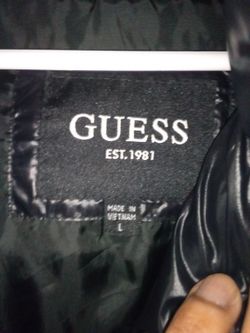 GUESS
EST. 1981
MADE IN
VIETNAM
L